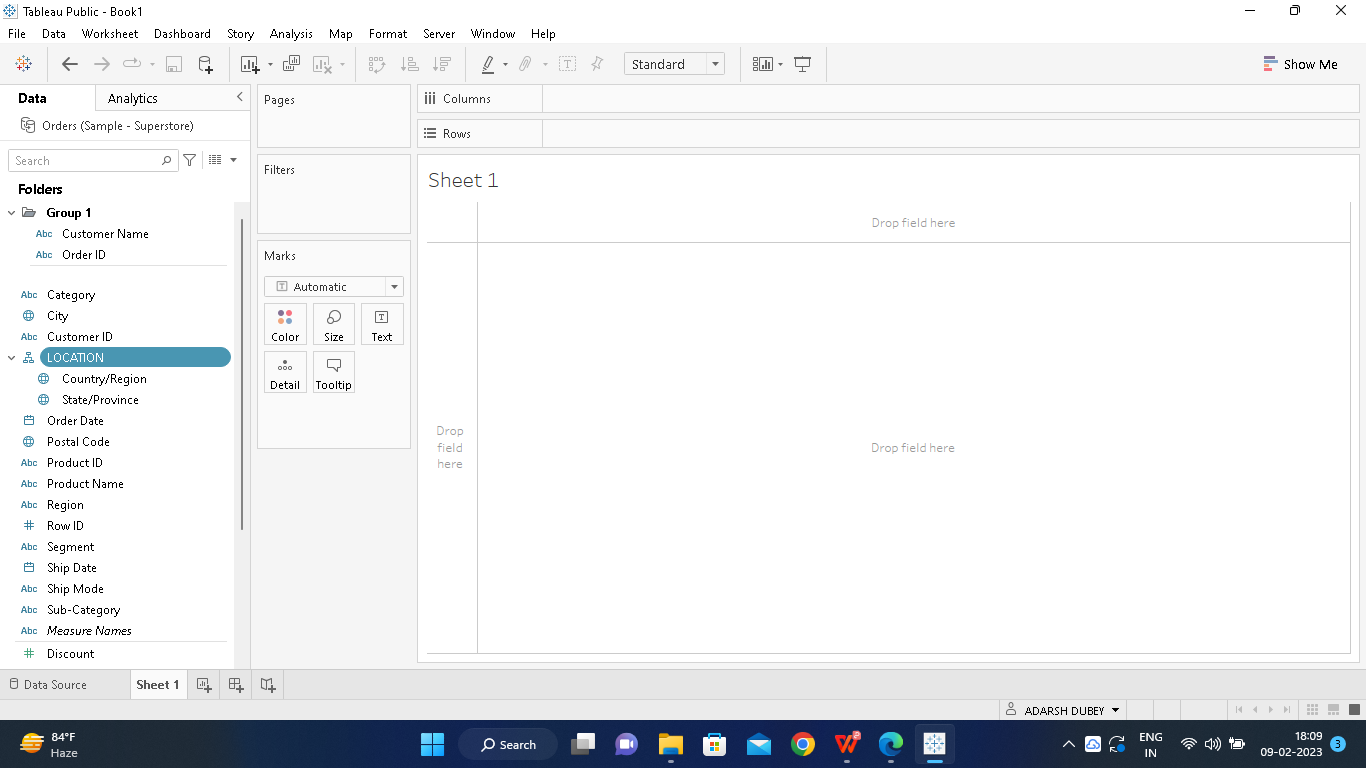 Tableau Public - Book1
File Data Worksheet Dashboard Story Analysis Map Format Server Window Help
Standard
Show Me
Data Analytics
Orders (Sample - Superstore)
Search
Folders
Group 1
Abc Customer Name
Abc Order ID
Abc Category
City
Abc Customer ID
LOCATION
Country/Region
State/Province
Order Date
Postal Code
Abc Product ID
Abc Product Name
Abc Region
# Row ID
Abc Segment
Ship Date
Abc Ship Mode
Abc Sub-Category
Abc Measure Names
# Discount
Pages
Filters
Marks
T Automatic
Color Size Text
Detail Tooltip
Columns
Rows
Sheet 1
Drop field here
Drop
field
here
Drop field here
Data Source Sheet 1
ADARSH DUBEY
84°F
Haze
Search
ENG
IN
18:09
09-02-2023
3